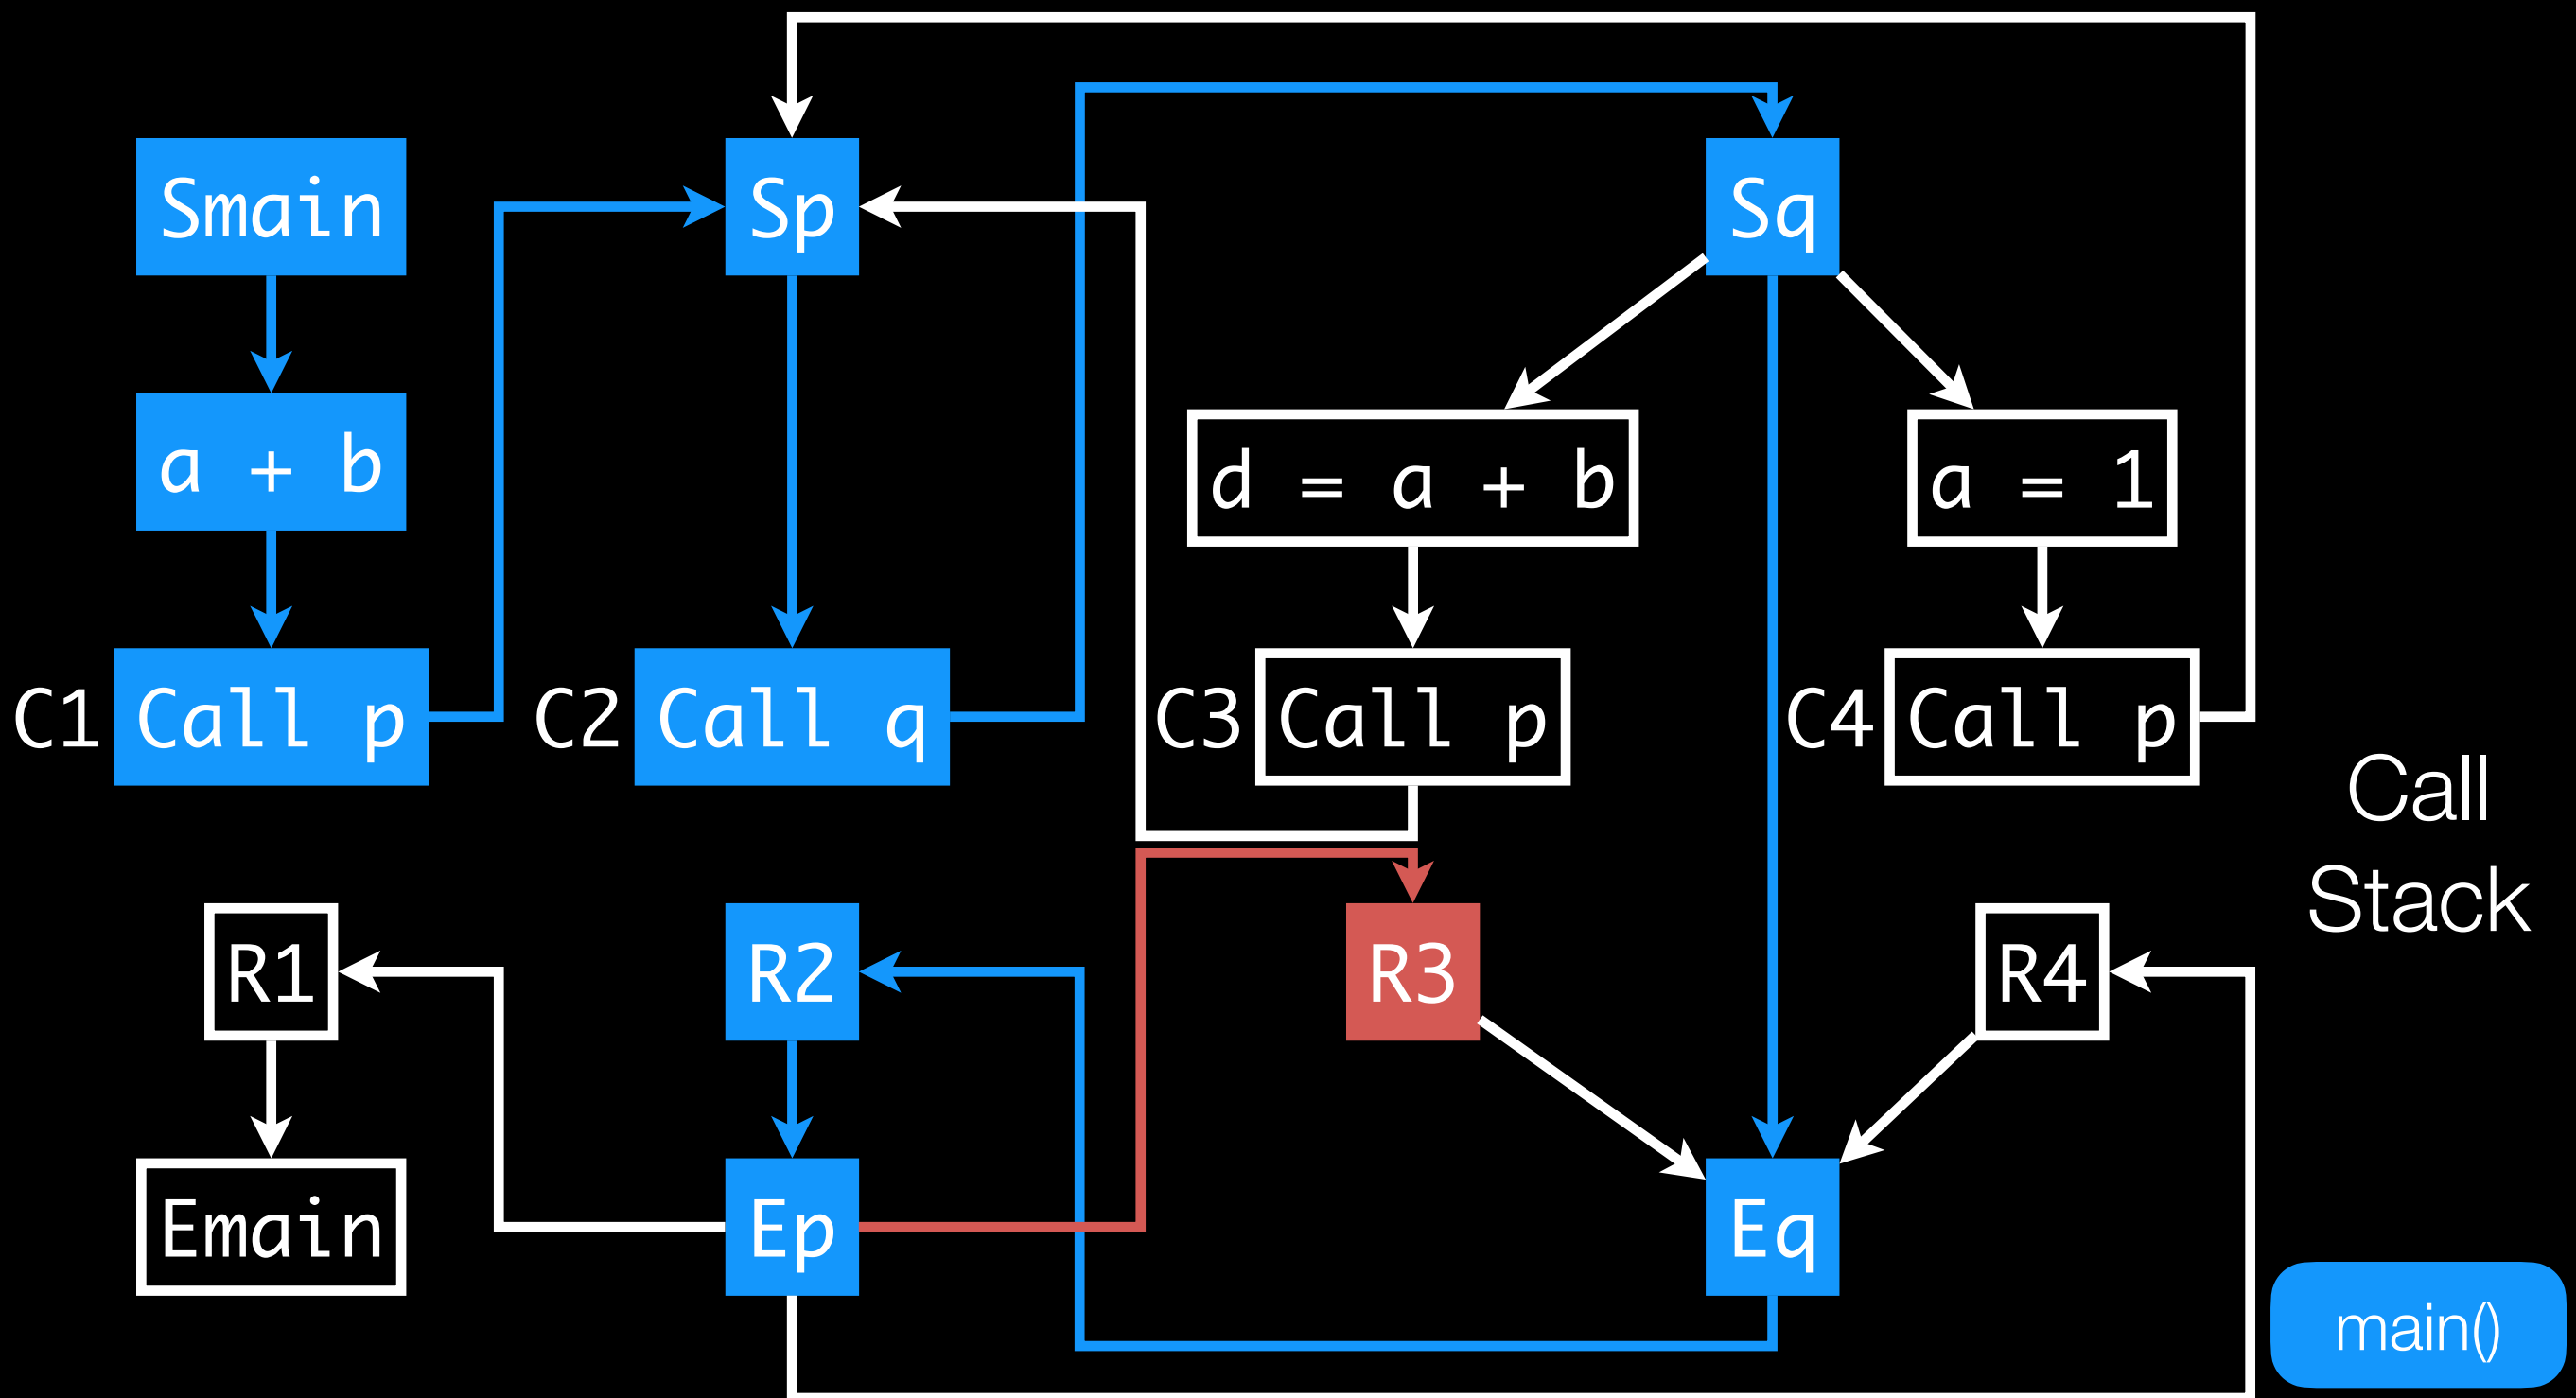 Smain
Sp
Sq
a + b
d = a + b
a = 1
C1 Call p
C2 Call q
C3 Call p
C4 Call p
Call
Stack
R1
R2
R3
R4
Emain
Ep
Eq
main()